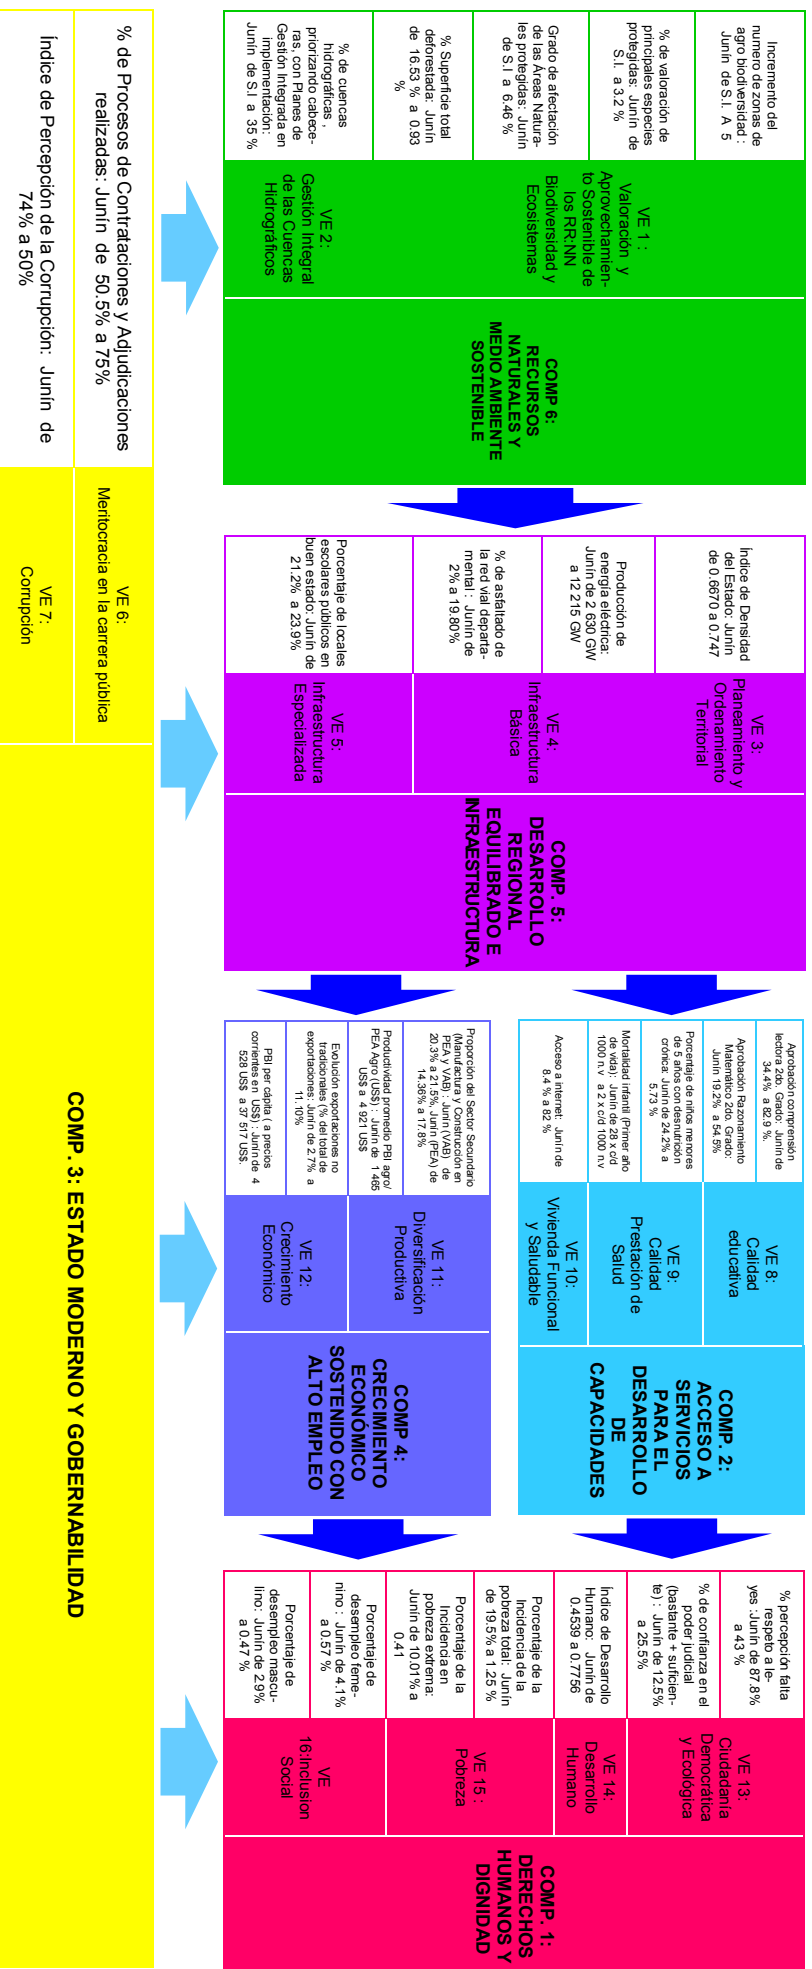 Incremento del
numero de zonas de
agro biodiversidad :
Junín de S.I. A 5
% de valoración de
principales especies
protegidas: Junín de
S.I. a 3.2 %
Grado de afectación
de las Áreas Natura-
les protegidas: Junín
de S.I a 6.46 %
% Superficie total
deforestada: Junín
de 16.53 % a 0.93
%
% de cuencas
hidrográficas ,
priorizando cabece-
ras, con Planes de
Gestión Integrada en
implementación:
Junín de S.I a 35 %
VE 1 :
Valoración y
Aprovechamien-
to Sostenible de
los RR:NN
Biodiversidad y
Ecosistemas
VE 2:
Gestión Integral
de las Cuencas
Hidrográficos
COMP 6:
RECURSOS
NATURALES Y
MEDIO AMBIENTE
SOSTENIBLE
Índice de Densidad
del Estado: Junín
de 0.6670 a 0.747
Producción de
energía eléctrica:
Junín de 2 630 GW
a 12 215 GW
% de asfaltado de
la red vial departa-
mental : Junín de
2% a 19.80%
Porcentaje de locales
escolares públicos en
buen estado: Junín de
21.2% a 23.9%
VE 3:
Planeamiento y
Ordenamiento
Territorial
VE 4:
Infraestructura
Básica
VE 5:
Infraestructura
Especializada
COMP. 5:
DESARROLLO
REGIONAL
EQUILIBRADO E
INFRAESTRUCTURA
Aprobación comprensión
lectora 2do. Grado: Junín de
34.4% a 82.9 %.
Aprobación Razonamiento
Matemático 2do. Grado:
Junín 19.2% a 54.5%
Porcentaje de niños menores
de 5 años con desnutrición
crónica: Junín de 24.2% a
5.73 %
Mortalidad infantil (Primer año
de vida) : Junín de 28 x c/d
1000 n.v a 2 x c/d 1000 n.v
Acceso a internet: Junín de
8.4 % a 82 %
VE 8:
Calidad
educativa
VE 9:
Calidad
Prestación de
Salud
VE 10:
Vivienda Funcional
y Saludable
COMP. 2:
ACCESO A
SERVICIOS
PARA EL
DESARROLLO
DE
CAPACIDADES
Proporción del Sector Secundario
(Manufactura y Construcción en
PEA y VAB) : Junín (VAB) de
20.3% a 21.5%, Junín (PEA) de
14.36% a 17.8%
Productividad promedio PBI agro/
PEA Agro (US$) : Junín de 1 465
US$ a 4 921 US$
Evolución exportaciones no
tradicionales (% del total de
exportaciones: Junín de 2.7% a
11.10%
PBI per cápita ( a precios
corrientes en US$) : Junín de 4
528 US$ a 37 517 US$.
VE 11:
Diversificación
Productiva
VE 12:
Crecimiento
Económico
COMP 4:
CRECIMIENTO
ECONÓMICO
SOSTENIDO CON
ALTO EMPLEO
% percepción falta
respeto a le-
yes :Junín de 87.8%
a 43 %
% de confianza en el
poder judicial
(bastante + suficien-
te) : Junín de 12.5%
a 25.5%
Índice de Desarrollo
Humano: Junín de
0.4539 a 0.7756
Porcentaje de la
Incidencia de la
pobreza total: Junín
de 19.5% a 1.25 %
Porcentaje de la
Incidencia en
pobreza extrema:
Junín de 10.01% a
0.41
Porcentaje de
desempleo feme-
nino : Junín de 4.1%
a 0.57 %
Porcentaje de
desempleo mascu-
lino: Junín de 2.9%
a 0.47 %
VE 13:
Ciudadanía
Democrática
y Ecológica
VE 14:
Desarrollo
Humano
VE 15 :
Pobreza
VE
16:Inclusion
Social
COMP. 1:
DERECHOS
HUMANOS Y
DIGNIDAD
% de Procesos de Contrataciones y Adjudicaciones
realizadas: Junín de 50.5% a 75%
Índice de Percepción de la Corrupción: Junín de
74% a 50%
VE 6:
Meritocracia en la carrera pública
VE 7:
Corrupción
COMP. 3: ESTADO MODERNO Y GOBERNABILIDAD